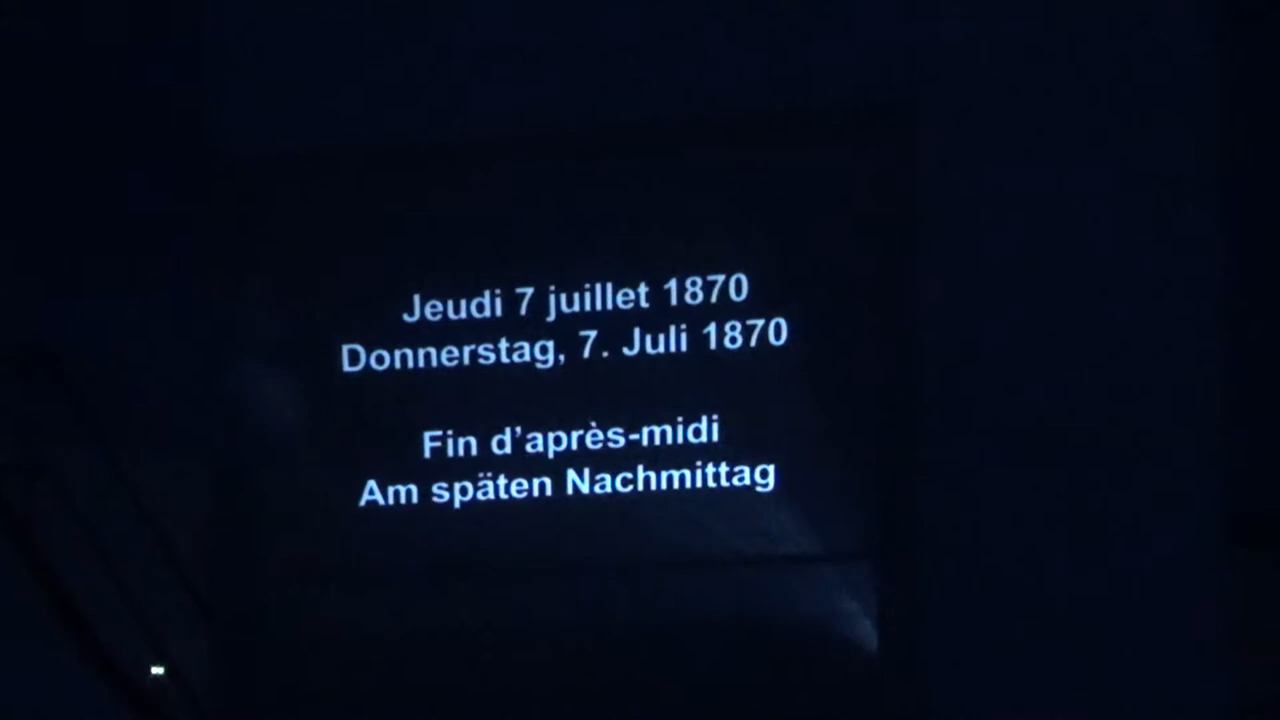 Jeudi 7 juillet 1870
Donnerstag, 7. Juli 1870
Fin d’après-midi
Am späten Nachmittag